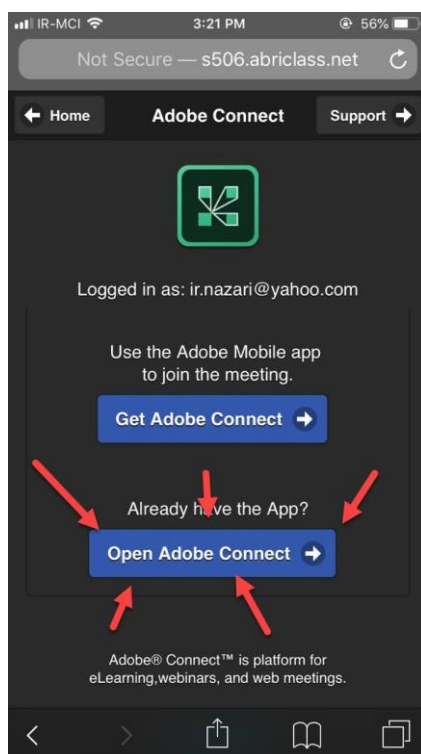 IR-MCI 3:21 PM 56%
Not Secure — s506.abriclass.net
Home Adobe Connect Support
Logged in as: ir.nazari@yahoo.com
Use the Adobe Mobile app
to join the meeting.
Get Adobe Connect
Already have the App?
Open Adobe Connect
Adobe® Connect™ is platform for
eLearning,webinars, and web meetings.